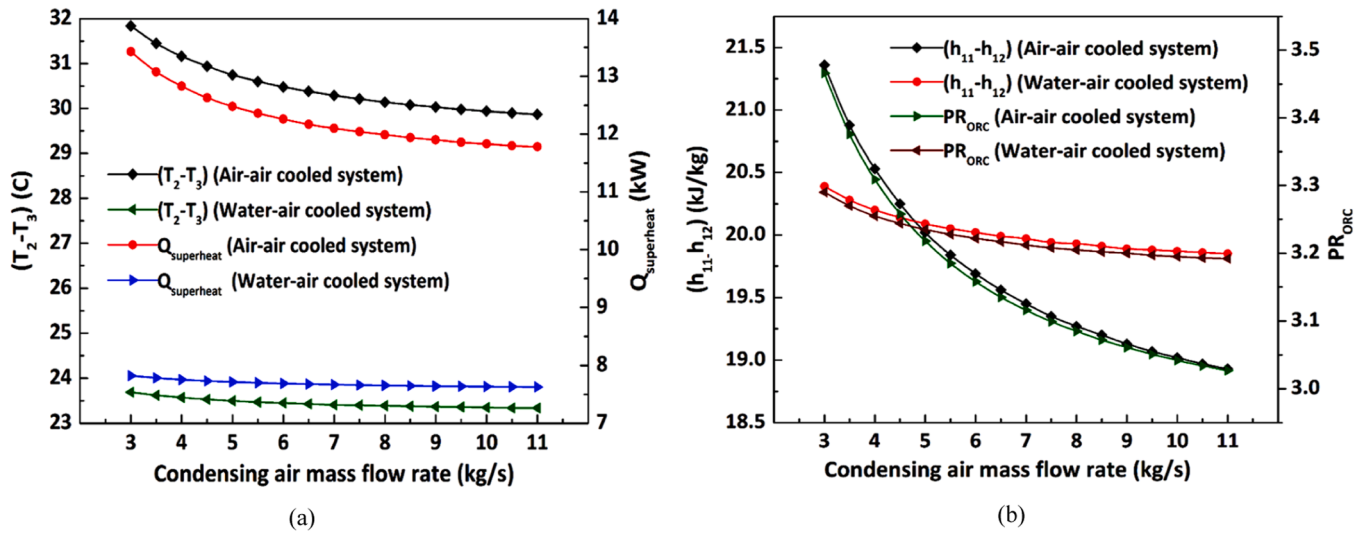 32
31
30
29
28
27
26
25
24
23
(T2-T3) (C)
(T2-T3) (Air-air cooled system)
(T2-T3) (Water-air cooled system)
Qsuperheat (Air-air cooled system)
Qsuperheat (Water-air cooled system)
14
13
12
11
10
9
8
7
Qsuperheat (kW)
3 4 5 6 7 8 9 10 11
Condensing air mass flow rate (kg/s)
(a)
21.5
21.0
20.5
20.0
19.5
19.0
18.5
(h11-h12) (kJ/kg)
(h11-h12) (Air-air cooled system)
(h11-h12) (Water-air cooled system)
PRORC (Air-air cooled system)
PRORC (Water-air cooled system)
3.5
3.4
3.3
3.2
3.1
3.0
PRORC
3 4 5 6 7 8 9 10 11
Condensing air mass flow rate (kg/s)
(b)